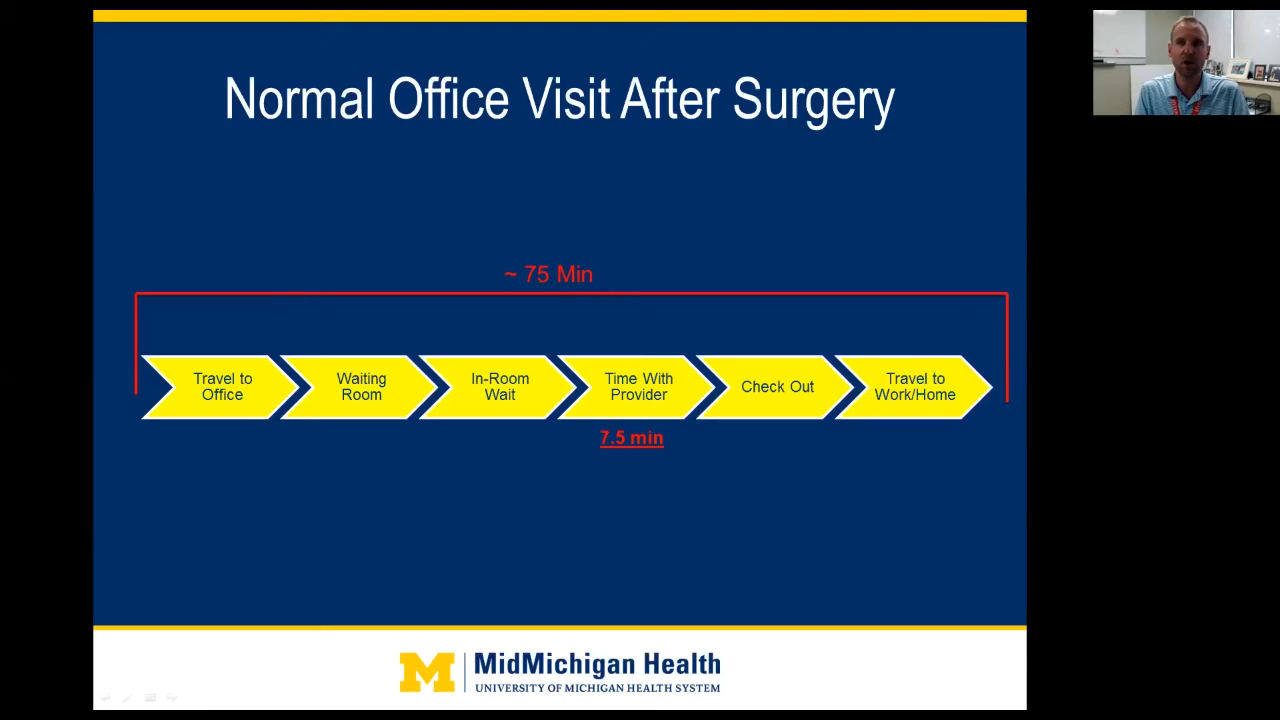 Normal Office Visit After Surgery
~ 75 Min
Travel to
Office
Waiting
Room
In-Room
Wait
Time With
Provider
Check Out
Travel to
Work/Home
7.5 min
M
MidMichigan Health
UNIVERSITY OF MICHIGAN HEALTH SYSTEM